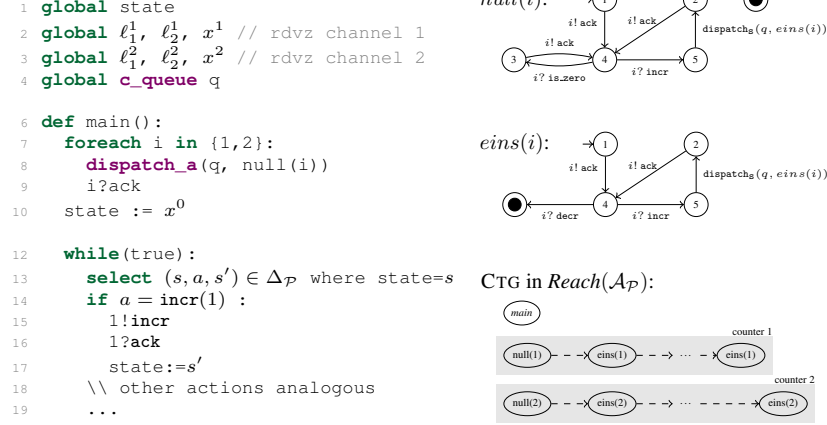 1 global state
2 global ℓ₁¹, ℓ₂¹, x¹ // rdvz channel 1
3 global ℓ₁², ℓ₂², x² // rdvz channel 2
4 global c_queue q
6 def main():
7 foreach i in {1,2}:
8 dispatch_a(q, null(i))
9 i?ack
10 state := x⁰
12 while(true):
13 select (s, a, s′) ∈ Δ_𝒫 where state=s
14 if a = incr(1) :
15 1!incr
16 1?ack
17 state:=s′
18 \\ other actions analogous
19 ...
null(i):
1
2
i! ack
i! ack
dispatchₛ(q, eins(i))
i! ack
3
4
5
i? is_zero
i? incr
eins(i):
1
2
i! ack
i! ack
dispatchₛ(q, eins(i))
4
5
i? decr
i? incr
CTG in Reach(𝒜_𝒫):
main
counter 1
null(1) eins(1) ... eins(1)
counter 2
null(2) eins(2) ... eins(2)